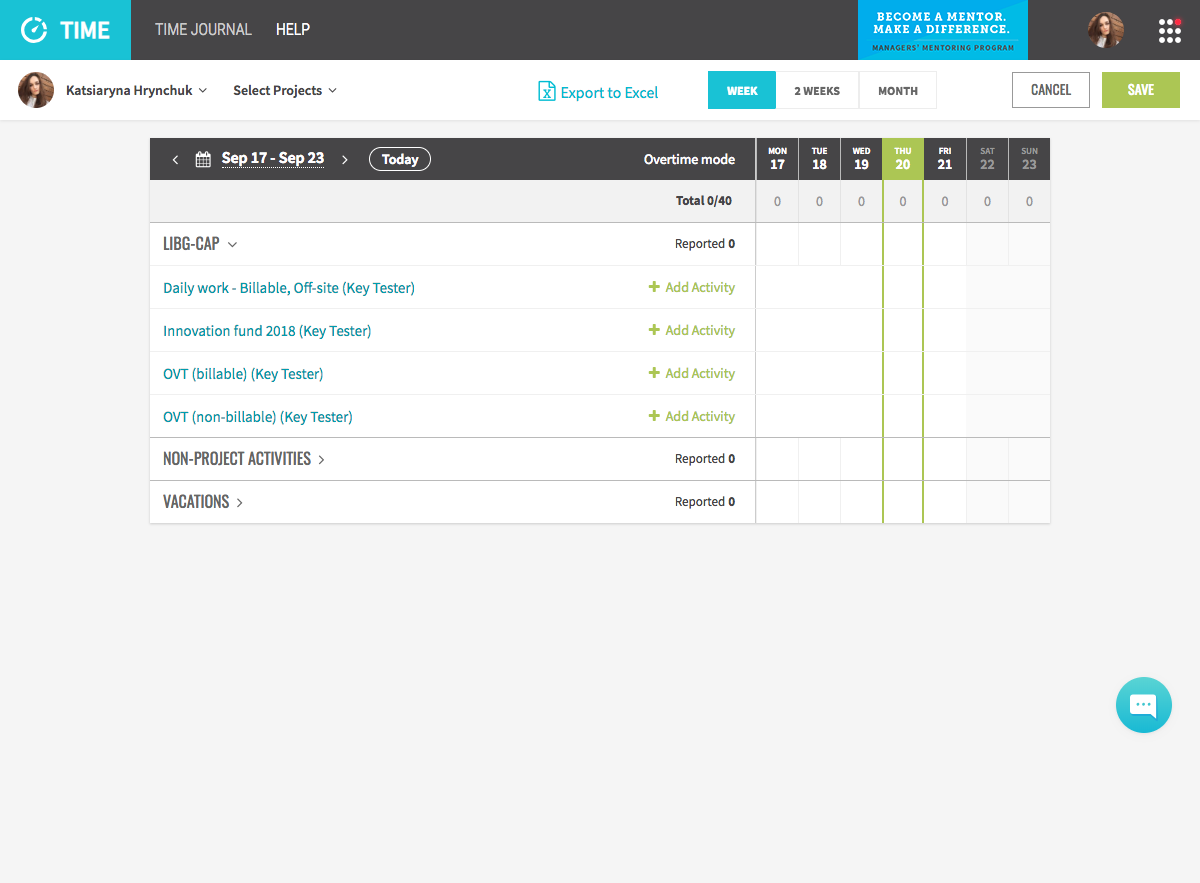 TIME
TIME JOURNAL
HELP
BECOME A MENTOR.
MAKE A DIFFERENCE.
MANAGERS' MENTORING PROGRAM
Katsiaryna Hrynchuk
Select Projects
Export to Excel
WEEK
2 WEEKS
MONTH
CANCEL
SAVE
Sep 17 - Sep 23
Today
Overtime mode
MON 17
TUE 18
WED 19
THU 20
FRI 21
SAT 22
SUN 23
Total 0/40 0 0 0 0 0 0 0
LIBG-CAP Reported 0
Daily work - Billable, Off-site (Key Tester) + Add Activity
Innovation fund 2018 (Key Tester) + Add Activity
OVT (billable) (Key Tester) + Add Activity
OVT (non-billable) (Key Tester) + Add Activity
NON-PROJECT ACTIVITIES Reported 0
VACATIONS Reported 0